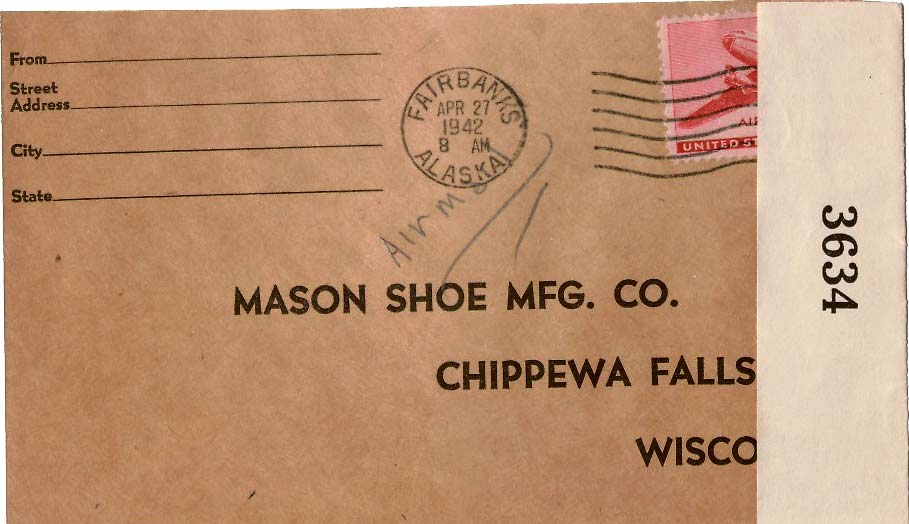 From
Street
Address
City
State
FAIRBANKS
APR 27
1942
8 AM
ALASKA
AIR
UNITED ST
Airm
MASON SHOE MFG. CO.
CHIPPEWA FALLS
WISCO
3634